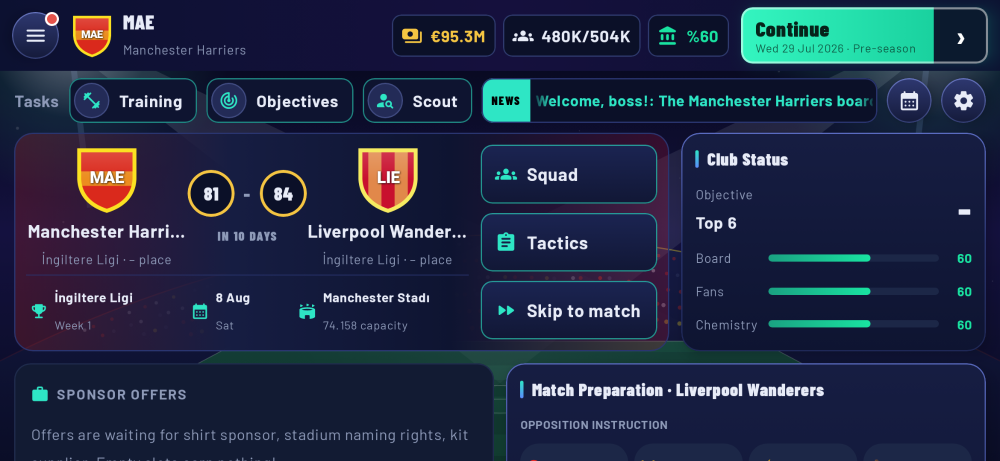 MAE
MAE
Manchester Harriers
€95.3M
480K/504K
%60
Continue
Wed 29 Jul 2026 · Pre-season
Tasks
Training
Objectives
Scout
NEWS
Welcome, boss!: The Manchester Harriers boar
MAE
81 - 84
LIE
Manchester Harri...
IN 10 DAYS
Liverpool Wander...
İngiltere Ligi · – place
İngiltere Ligi · – place
İngiltere Ligi
Week 1
8 Aug
Sat
Manchester Stadı
74.158 capacity
Squad
Tactics
Skip to match
Club Status
Objective
Top 6
–
Board 60
Fans 60
Chemistry 60
SPONSOR OFFERS
Offers are waiting for shirt sponsor, stadium naming rights, kit
Match Preparation · Liverpool Wanderers
OPPOSITION INSTRUCTION